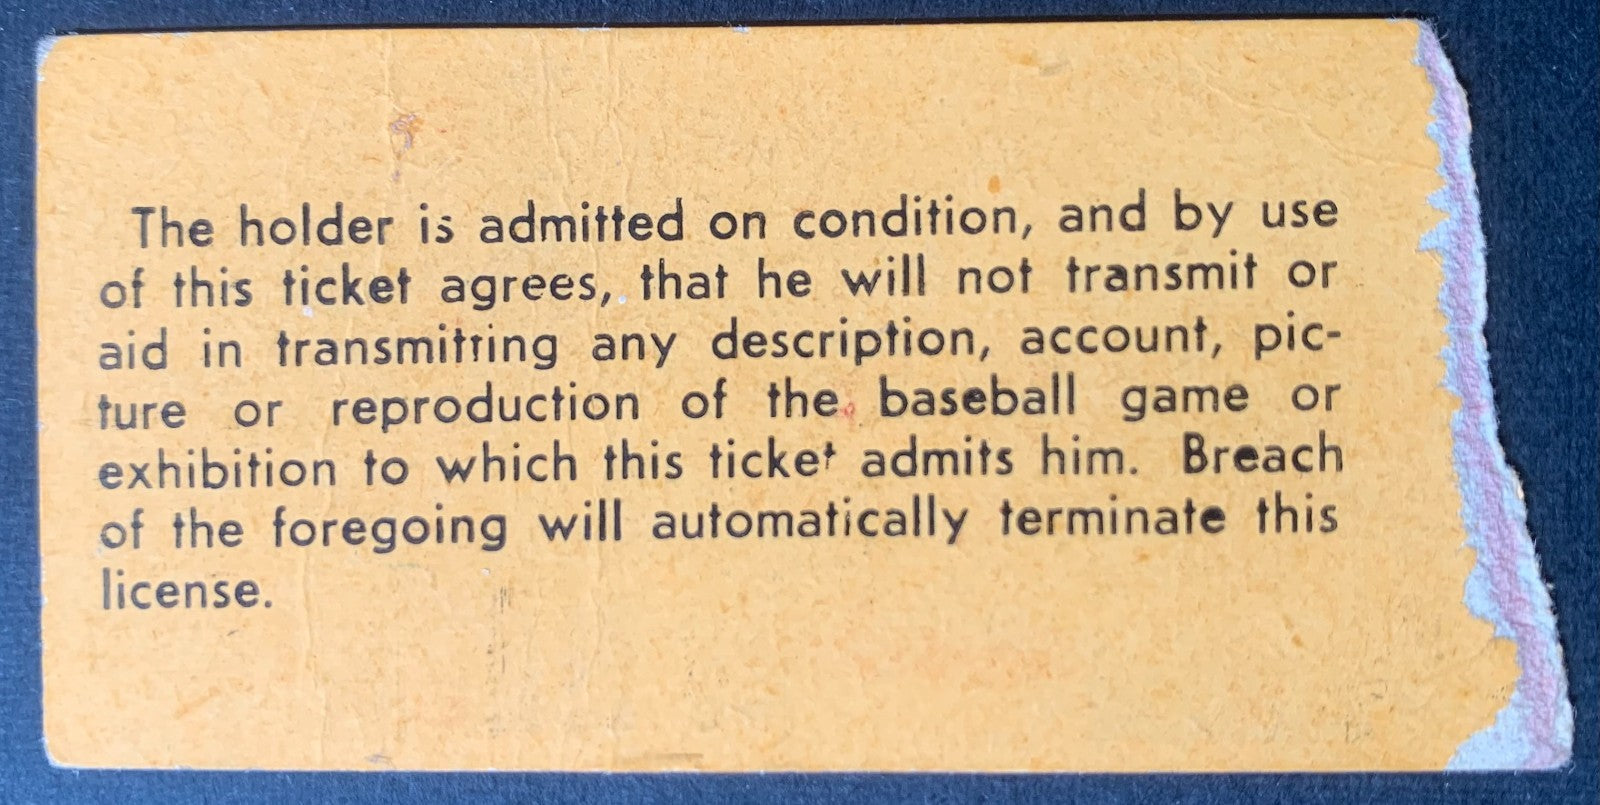 The holder is admitted on condition, and by use
of this ticket agrees, that he will not transmit or
aid in transmitting any description, account, pic-
ture or reproduction of the baseball game or
exhibition to which this ticket admits him. Breach
of the foregoing will automatically terminate this
license.